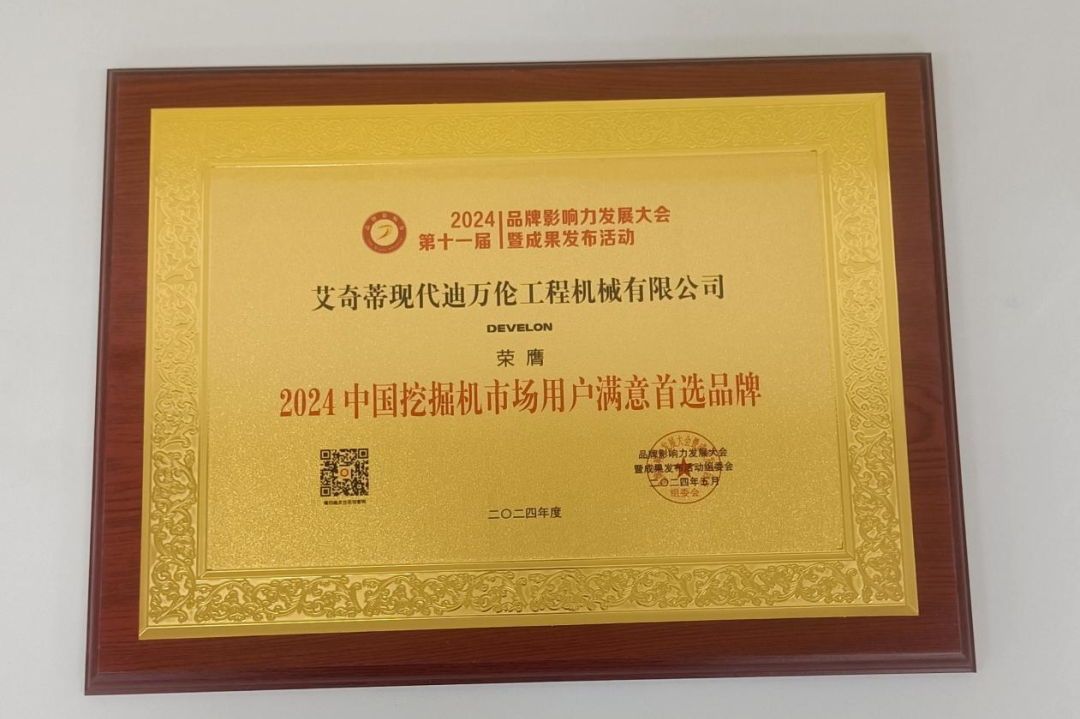 2024 品牌影响力发展大会
第十一届 暨成果发布活动
艾奇蒂现代迪万伦工程机械有限公司
DEVELON
荣膺
2024 中国挖掘机市场用户满意首选品牌
品牌影响力发展大会
暨成果发布活动组委会
二〇二四年五月
组委会
二〇二四年度